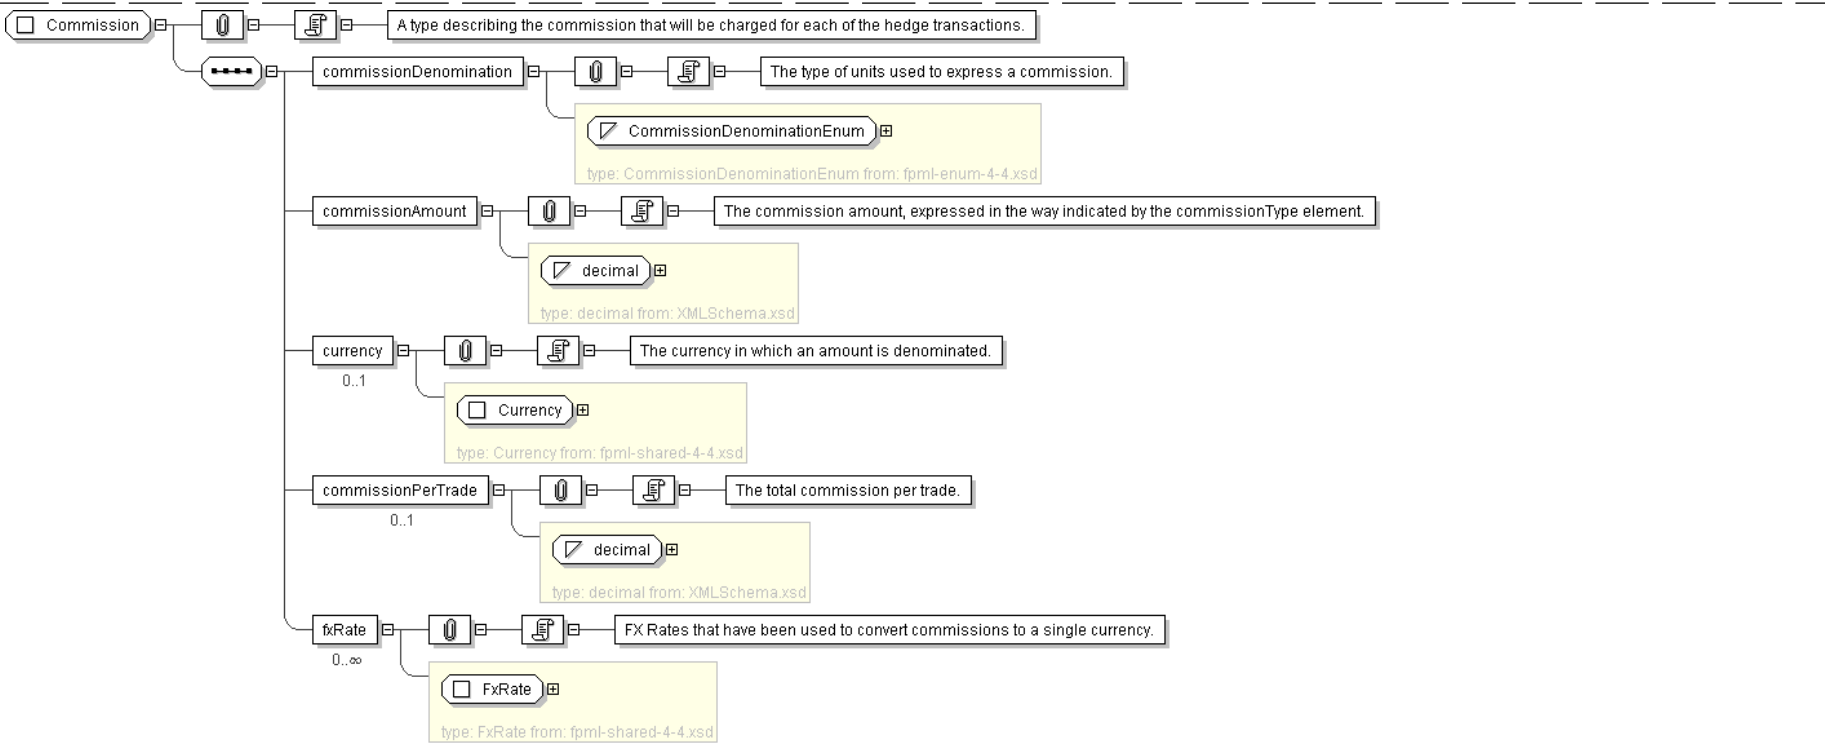 Commission
A type describing the commission that will be charged for each of the hedge transactions.
commissionDenomination
The type of units used to express a commission.
CommissionDenominationEnum
type: CommissionDenominationEnum from: fpml-enum-4-4.xsd
commissionAmount
The commission amount, expressed in the way indicated by the commissionType element.
decimal
type: decimal from: XMLSchema.xsd
currency
The currency in which an amount is denominated.
0..1
Currency
type: Currency from: fpml-shared-4-4.xsd
commissionPerTrade
The total commission per trade.
0..1
decimal
type: decimal from: XMLSchema.xsd
fxRate
FX Rates that have been used to convert commissions to a single currency.
0..∞
FxRate
type: FxRate from: fpml-shared-4-4.xsd